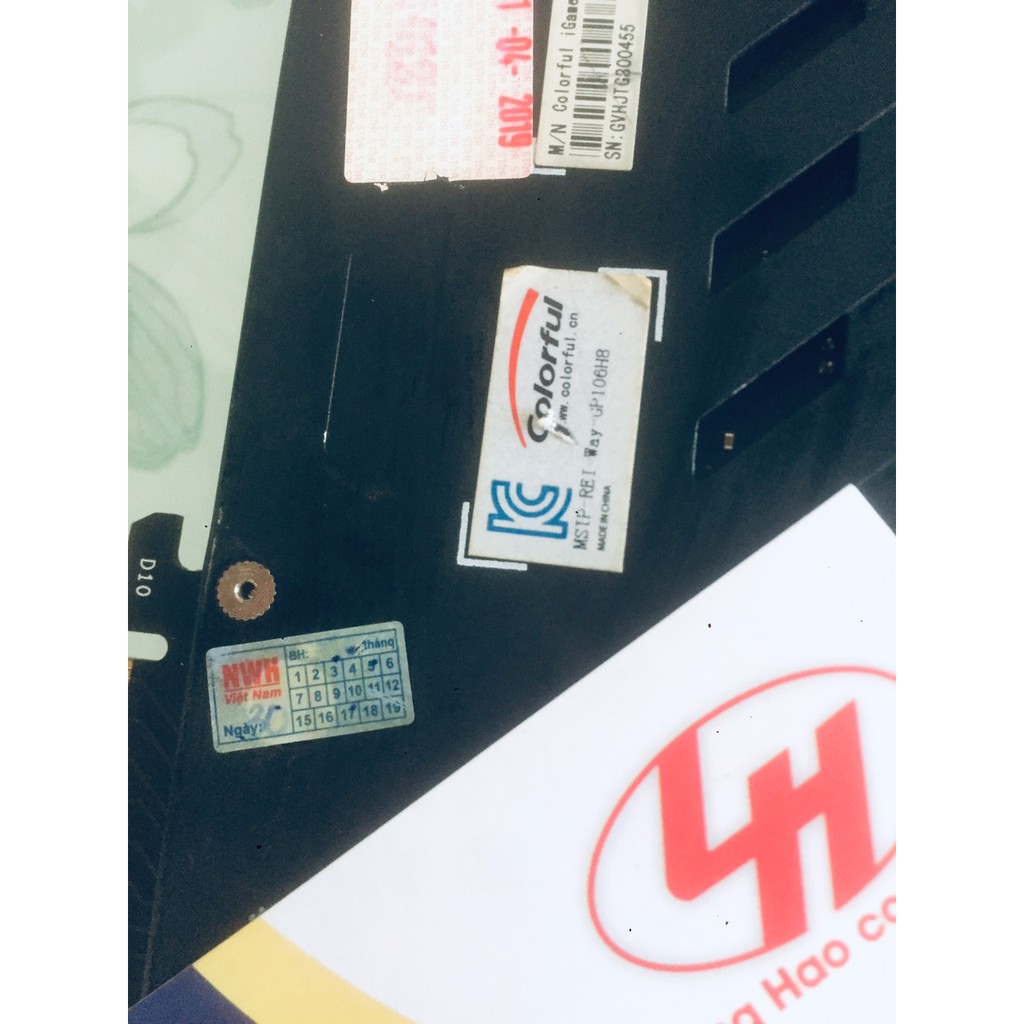 -04-2019
M/N Colorful iGame
SN:GVHJTG800455
Colorful
www.colorful.cn
MSIP-REI-Way-GP106H8
MADE IN CHINA
D10
NWH
Việt Nam
Ngày:
BH: tháng
1 2 3 4 5 6
7 8 9 10 11 12
15 16 17 18 19
LH
Hao co